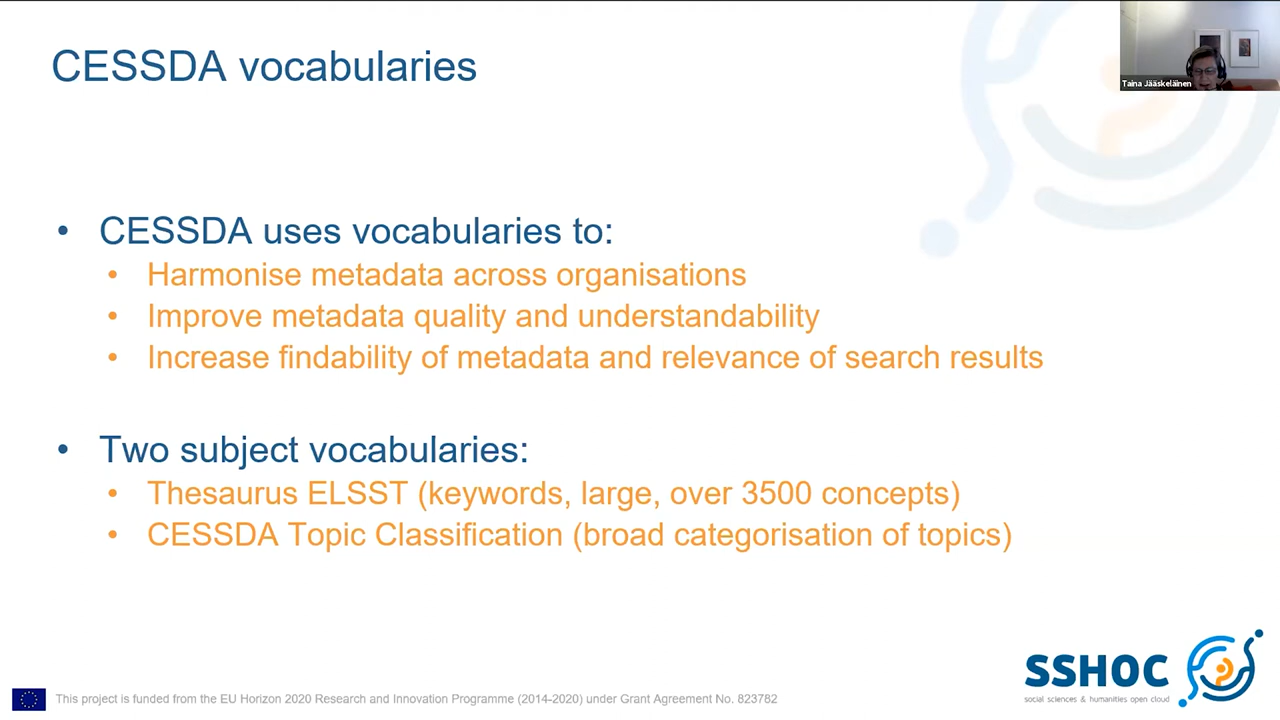 CESSDA vocabularies
Taina Jääskeläinen
• CESSDA uses vocabularies to:
• Harmonise metadata across organisations
• Improve metadata quality and understandability
• Increase findability of metadata and relevance of search results
• Two subject vocabularies:
• Thesaurus ELSST (keywords, large, over 3500 concepts)
• CESSDA Topic Classification (broad categorisation of topics)
SSHOC
social sciences & humanities open cloud
This project is funded from the EU Horizon 2020 Research and Innovation Programme (2014-2020) under Grant Agreement No. 823782